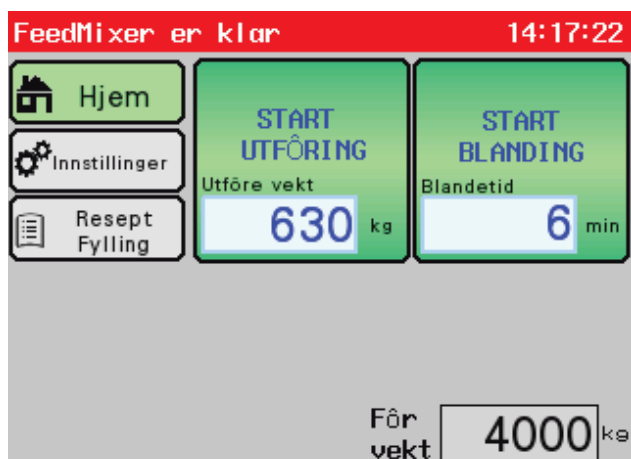 FeedMixer er klar 14:17:22
Hjem
START
UTFÔRING
START
BLANDING
Innstillinger
Utfôre vekt
630 kg
Blandetid
6 min
Resept
Fylling
Fôr
vekt
4000 kg